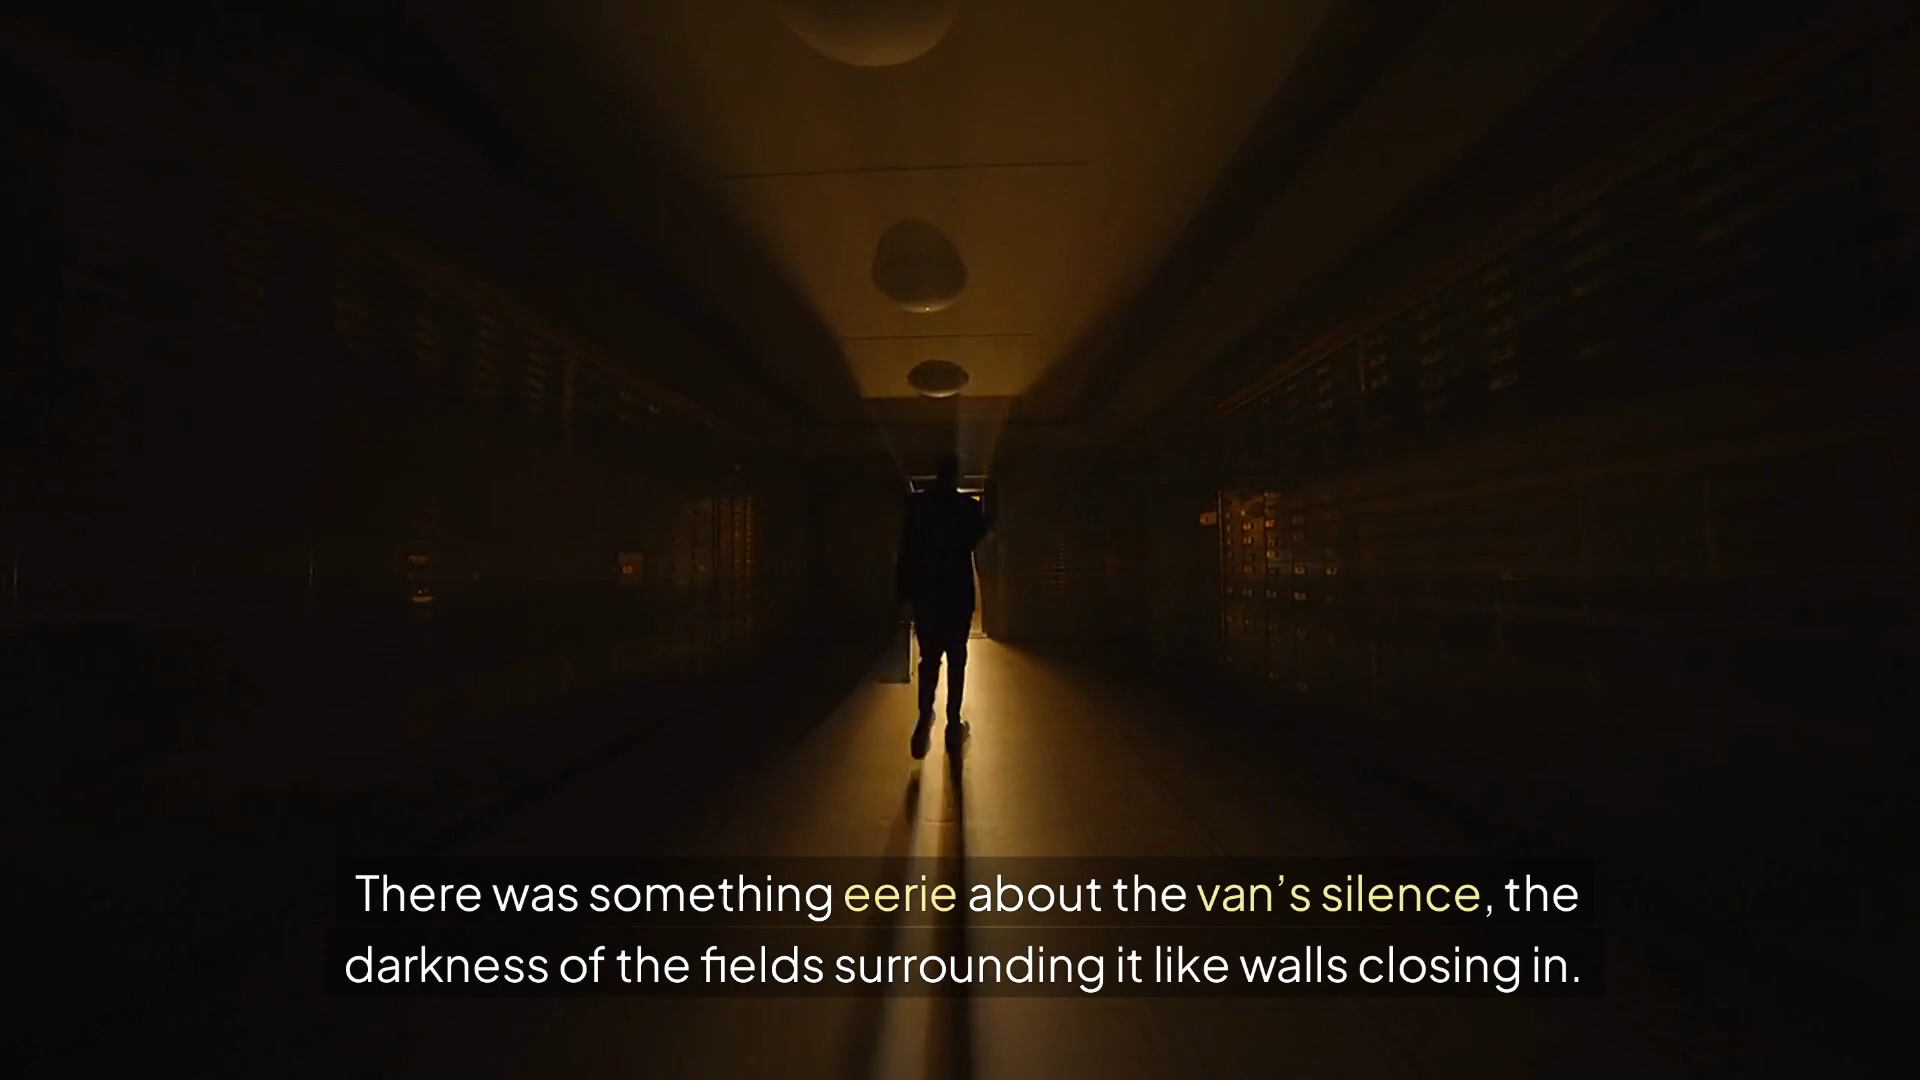 There was something eerie about the van’s silence, the
darkness of the fields surrounding it like walls closing in.